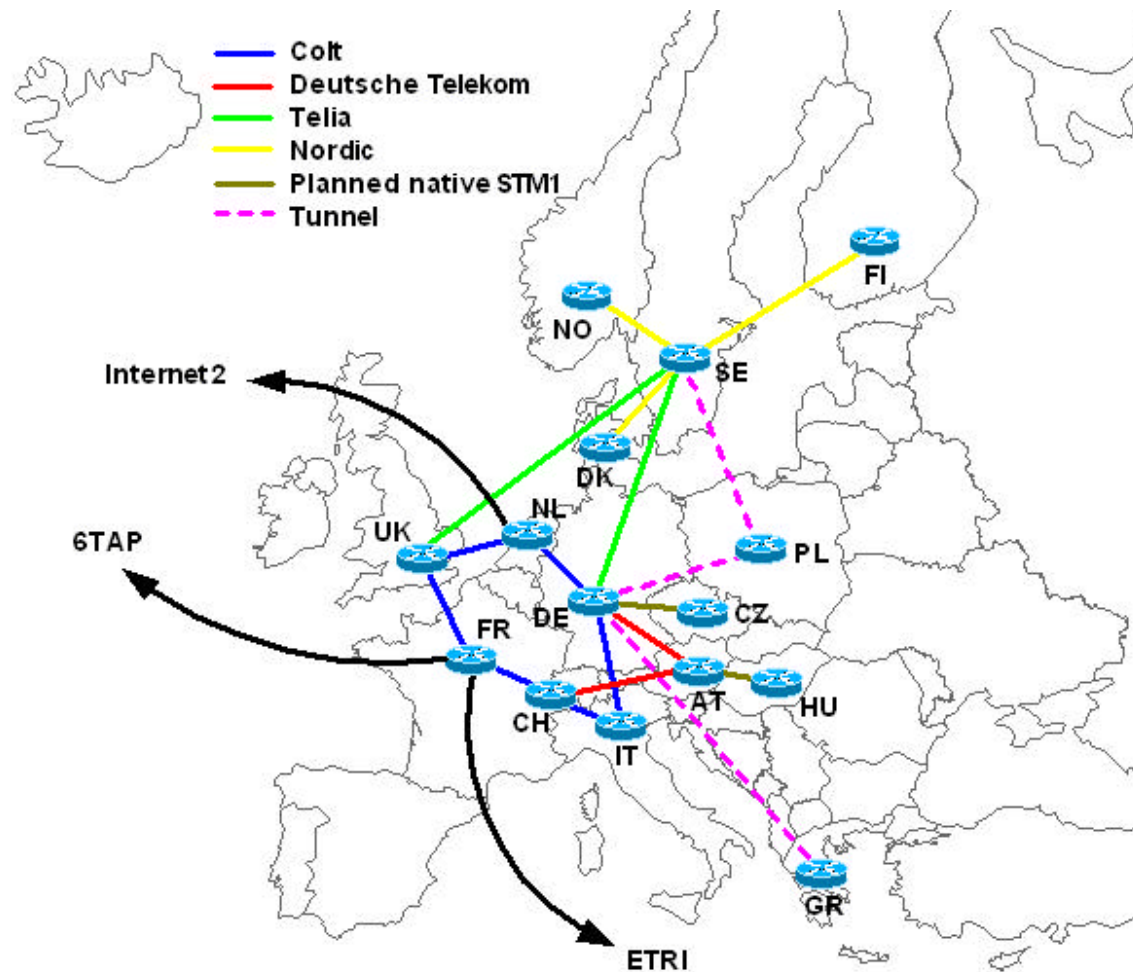 Colt
Deutsche Telekom
Telia
Nordic
Planned native STM1
Tunnel
FI
NO
SE
Internet2
DK
NL
UK
6TAP
PL
DE
CZ
FR
AT
HU
CH
IT
GR
ETRI